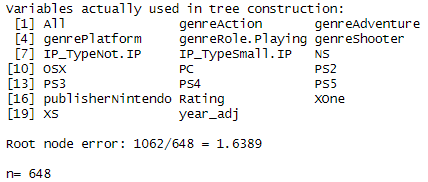 Variables actually used in tree construction:
[1] All genreAction genreAdventure
[4] genrePlatform genreRole.Playing genreShooter
[7] IP_TypeNot.IP IP_TypeSmall.IP NS
[10] OSX PC PS2
[13] PS3 PS4 PS5
[16] publisherNintendo Rating XOne
[19] XS year_adj
Root node error: 1062/648 = 1.6389
n= 648